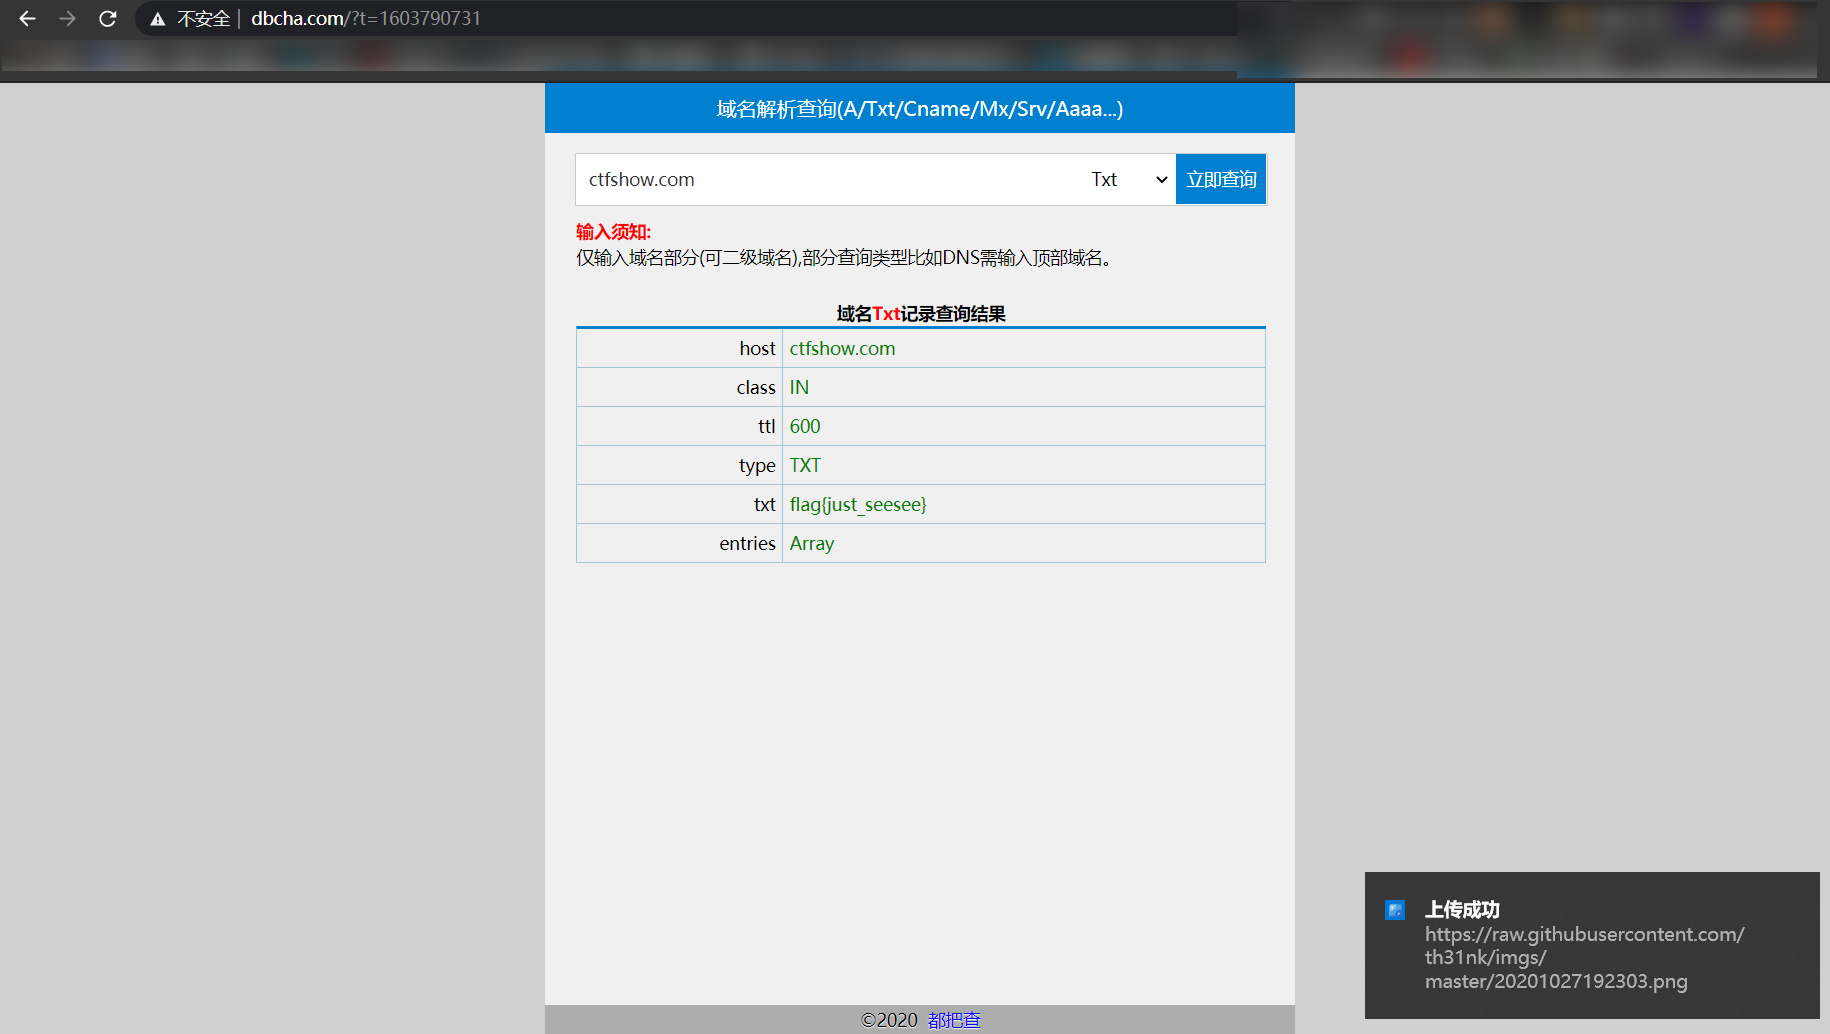 不安全 | dbcha.com/?t=1603790731
域名解析查询(A/Txt/Cname/Mx/Srv/Aaaa...)
ctfshow.com Txt 立即查询
输入须知:
仅输入域名部分(可二级域名),部分查询类型比如DNS需输入顶部域名。
域名Txt记录查询结果
host ctfshow.com
class IN
ttl 600
type TXT
txt flag{just_seesee}
entries Array
上传成功
https://raw.githubusercontent.com/
th31nk/imgs/
master/20201027192303.png
©2020 都把查